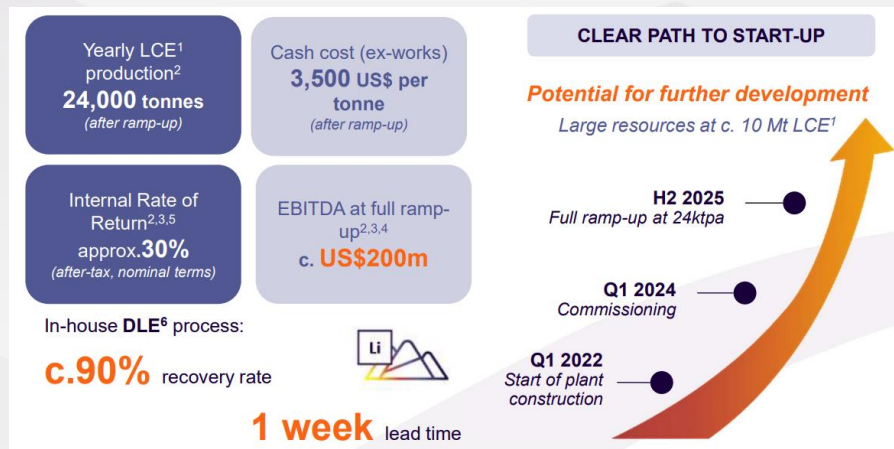 Yearly LCE¹
production²
24,000 tonnes
(after ramp-up)
Cash cost (ex-works)
3,500 US$ per
tonne
(after ramp-up)
Internal Rate of
Return²,³,⁵
approx.30%
(after-tax, nominal terms)
EBITDA at full ramp-
up²,³,⁴
c. US$200m
In-house DLE⁶ process:
c.90% recovery rate
Li
1 week lead time
CLEAR PATH TO START-UP
Potential for further development
Large resources at c. 10 Mt LCE¹
H2 2025
Full ramp-up at 24ktpa
Q1 2024
Commissioning
Q1 2022
Start of plant
construction